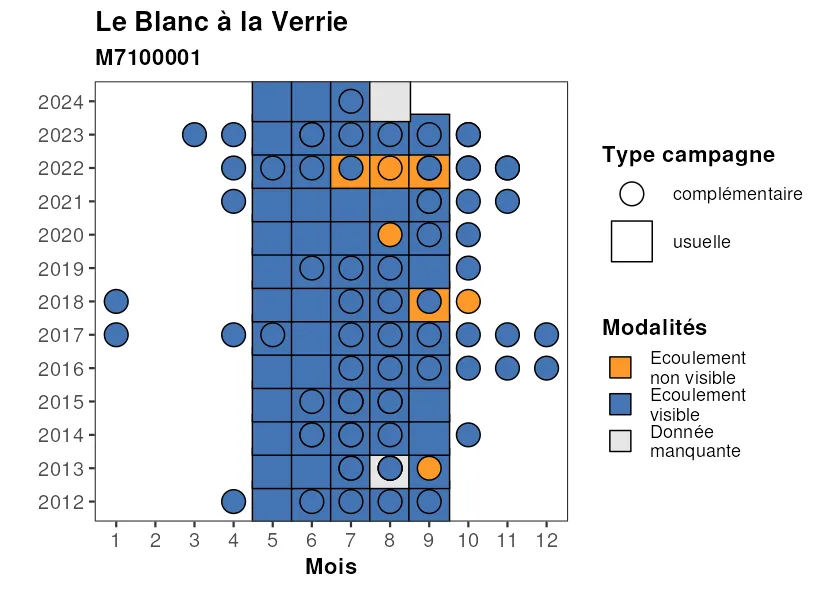 Le Blanc à la Verrie
M7100001
2024
2023
2022
2021
2020
2019
2018
2017
2016
2015
2014
2013
2012
1 2 3 4 5 6 7 8 9 10 11 12
Mois
Type campagne
complémentaire
usuelle
Modalités
Ecoulement
non visible
Ecoulement
visible
Donnée
manquante